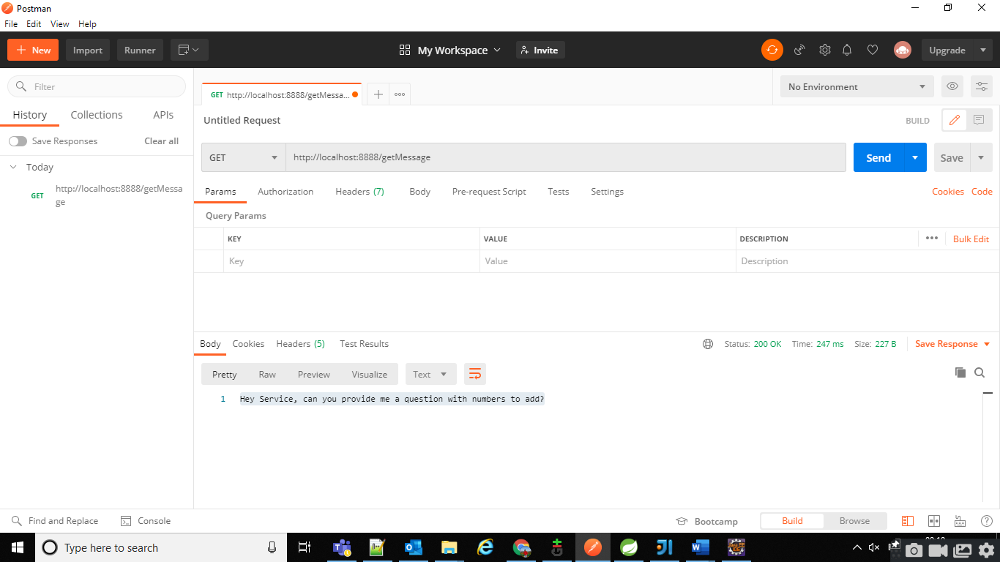 Postman
File Edit View Help
New Import Runner My Workspace Invite Upgrade
Filter
History Collections APIs
Save Responses Clear all
Today
GET http://localhost:8888/getMessa
ge
GET http://localhost:8888/getMessa...
No Environment
Untitled Request BUILD
GET http://localhost:8888/getMessage Send Save
Params Authorization Headers (7) Body Pre-request Script Tests Settings Cookies Code
Query Params
KEY VALUE DESCRIPTION Bulk Edit
Key Value Description
Body Cookies Headers (5) Test Results Status: 200 OK Time: 247 ms Size: 227 B Save Response
Pretty Raw Preview Visualize Text
1 Hey Service, can you provide me a question with numbers to add?
Find and Replace Console Bootcamp Build Browse
Type here to search